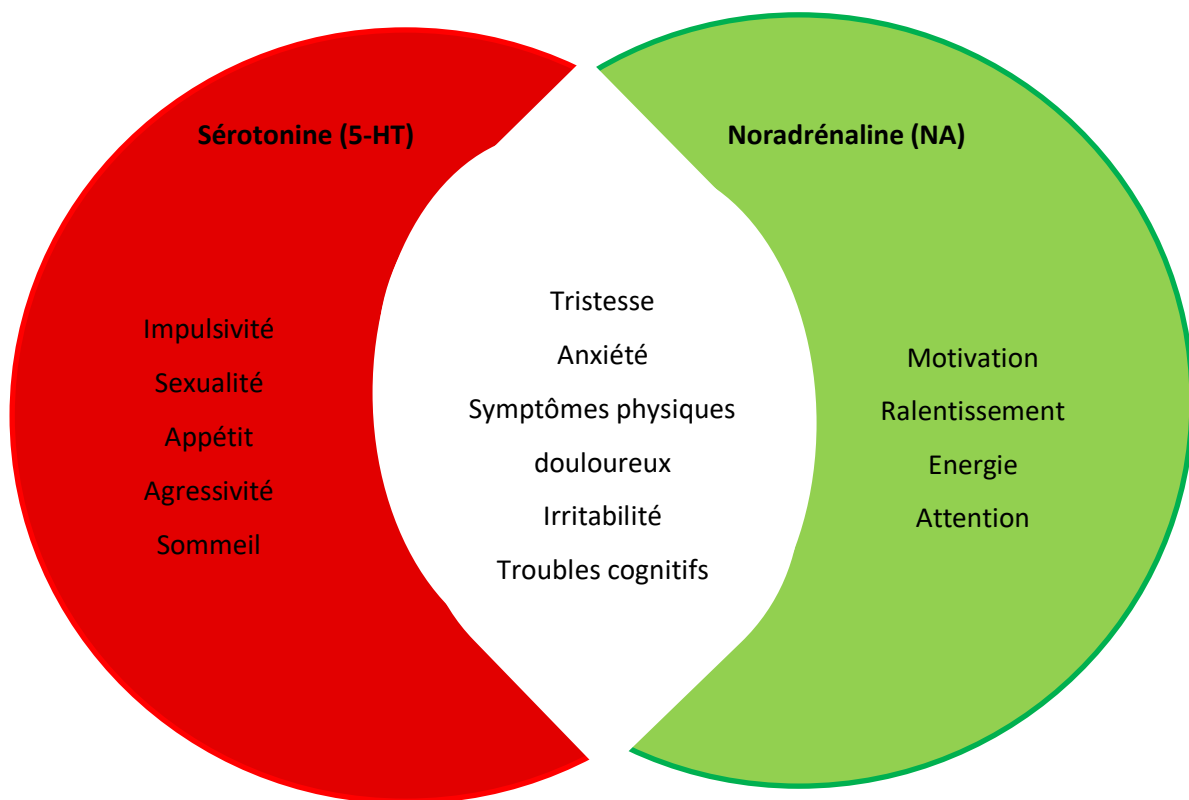 Sérotonine (5-HT)
Impulsivité
Sexualité
Appétit
Agressivité
Sommeil
Tristesse
Anxiété
Symptômes physiques
douloureux
Irritabilité
Troubles cognitifs
Noradrénaline (NA)
Motivation
Ralentissement
Energie
Attention